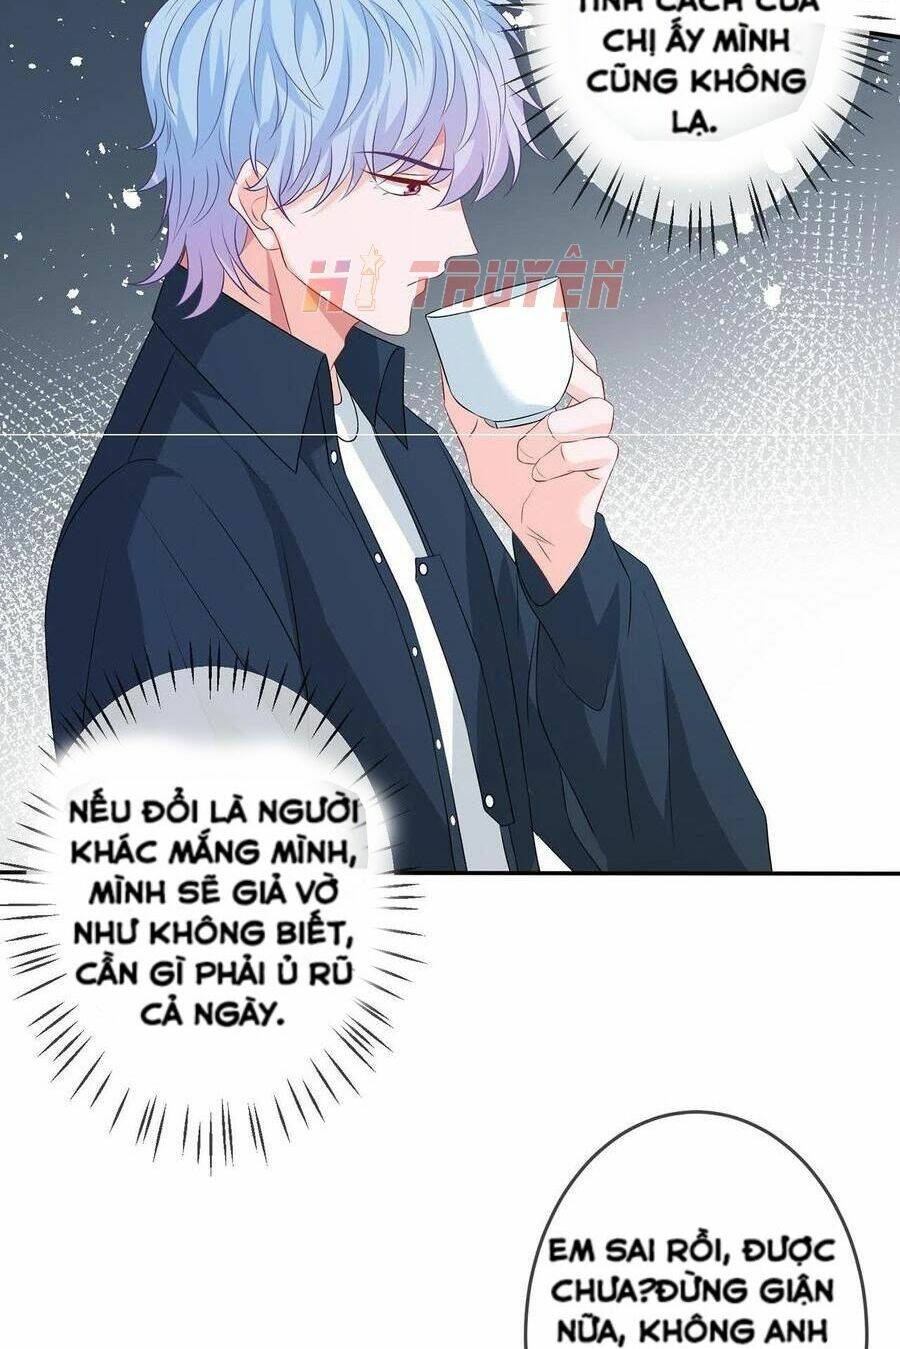 TÍNH CÁCH CỦA
CHỊ ẤY MÌNH
CŨNG KHÔNG
LẠ.
HI TRUYỆN
NẾU ĐỔI LÀ NGƯỜI
KHÁC MẮNG MÌNH,
MÌNH SẼ GIẢ VỜ
NHƯ KHÔNG BIẾT,
CẦN GÌ PHẢI Ủ RŨ
CẢ NGÀY.
EM SAI RỒI, ĐƯỢC
CHƯA?ĐỪNG GIẬN
NỮA, KHÔNG ANH